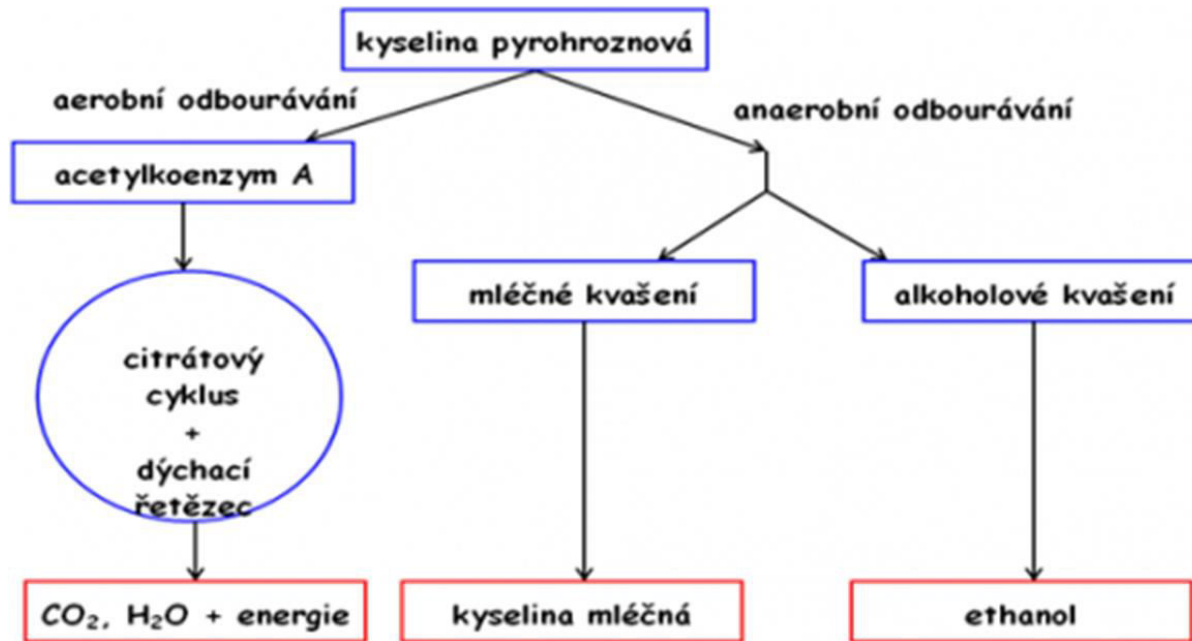 kyselina pyrohroznová
aerobní odbourávání
anaerobní odbourávání
acetylkoenzym A
mléčné kvašení
alkoholové kvašení
citrátový
cyklus
+
dýchací
řetězec
CO₂, H₂O + energie
kyselina mléčná
ethanol